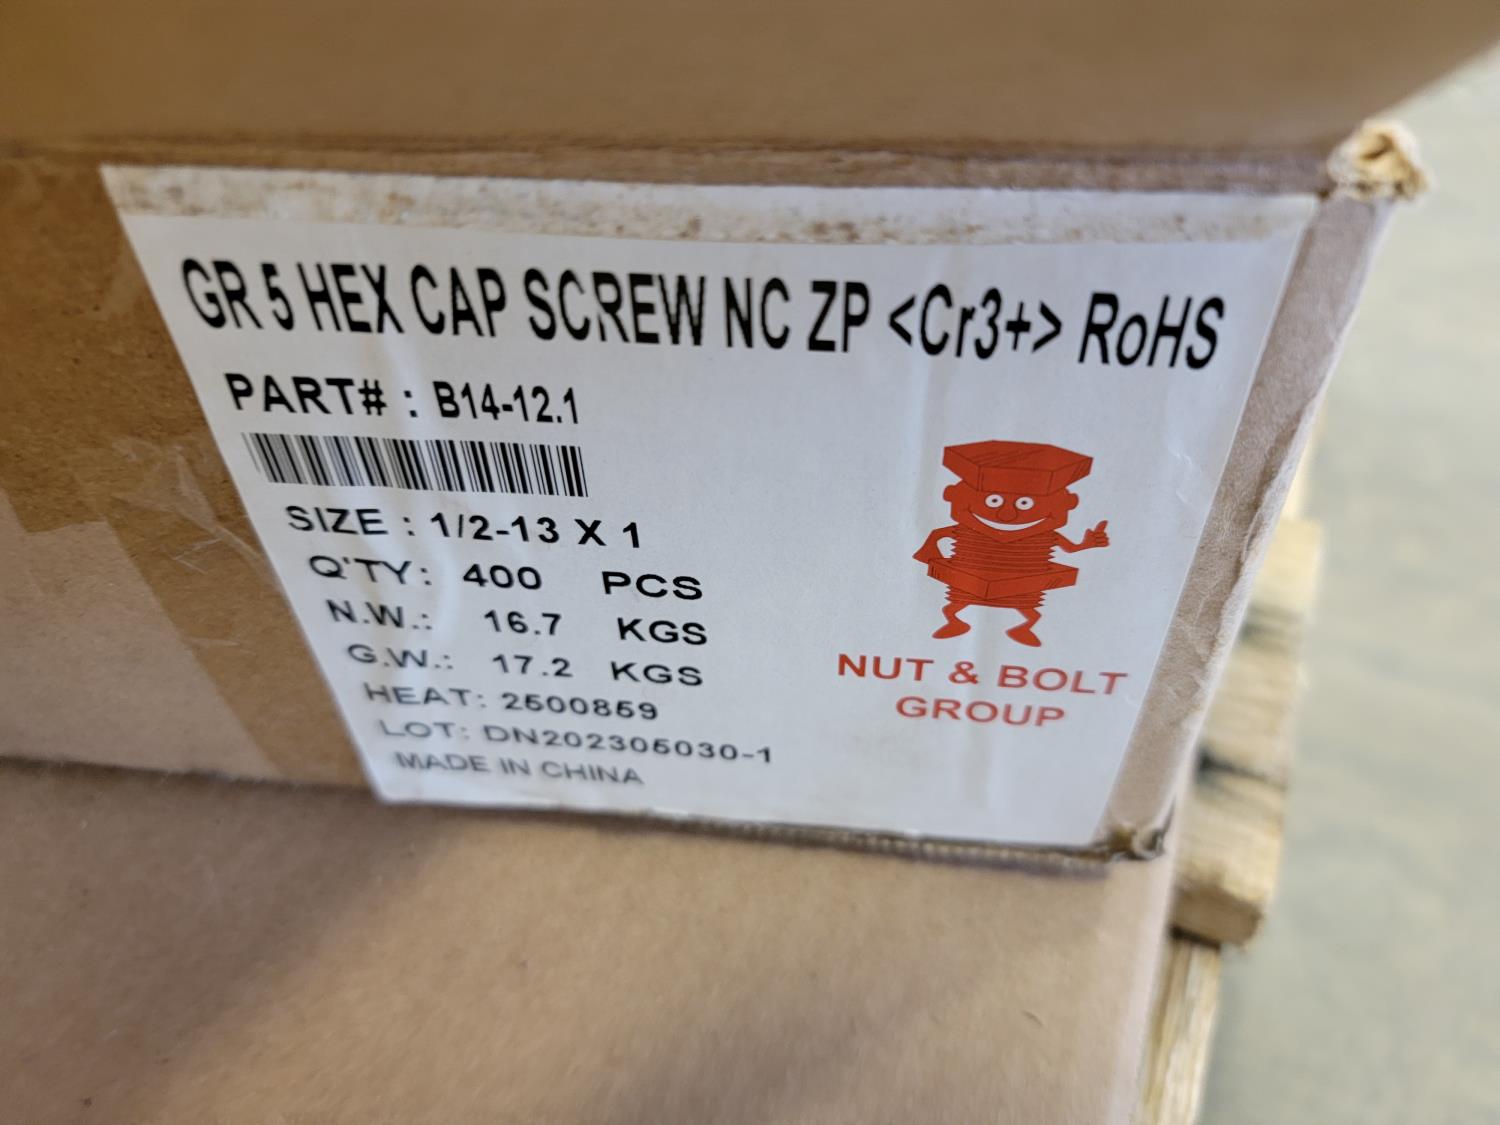 GR 5 HEX CAP SCREW NC ZP <Cr3+> RoHS
PART# : B14-12.1
SIZE : 1/2-13 X 1
Q'TY: 400 PCS
N.W.: 16.7 KGS
G.W.: 17.2 KGS
HEAT: 2500859
LOT: DN202305030-1
MADE IN CHINA
NUT & BOLT
GROUP